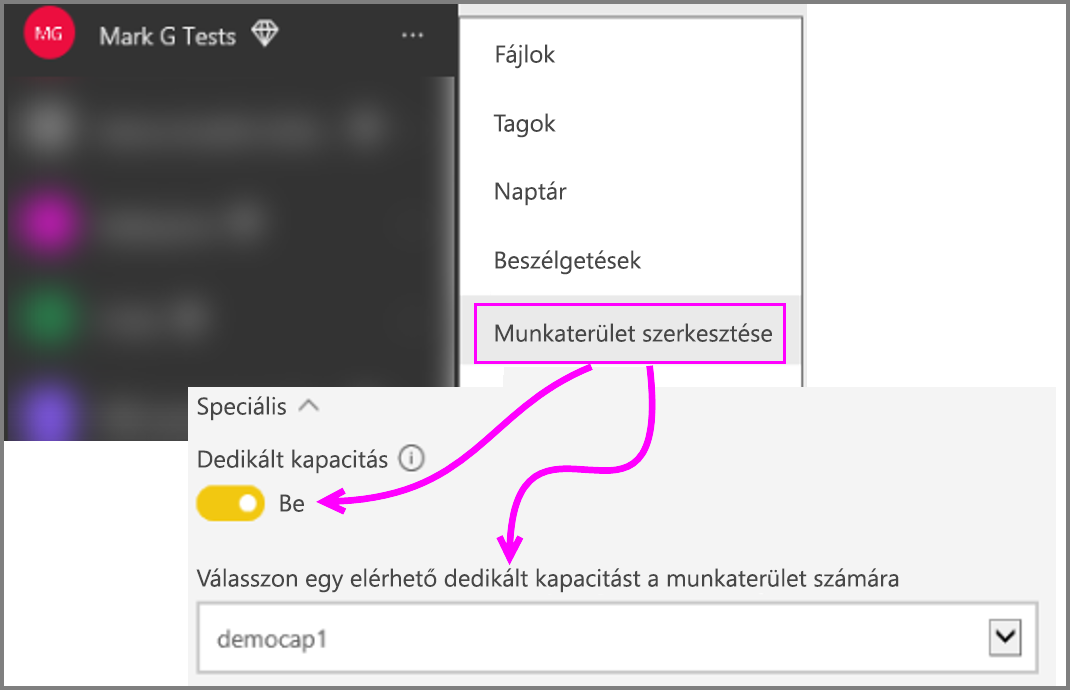 MG
Mark G Tests
...
Fájlok
Tagok
Naptár
Beszélgetések
Munkaterület szerkesztése
Speciális
Dedikált kapacitás
Be
Válasszon egy elérhető dedikált kapacitást a munkaterület számára
democap1